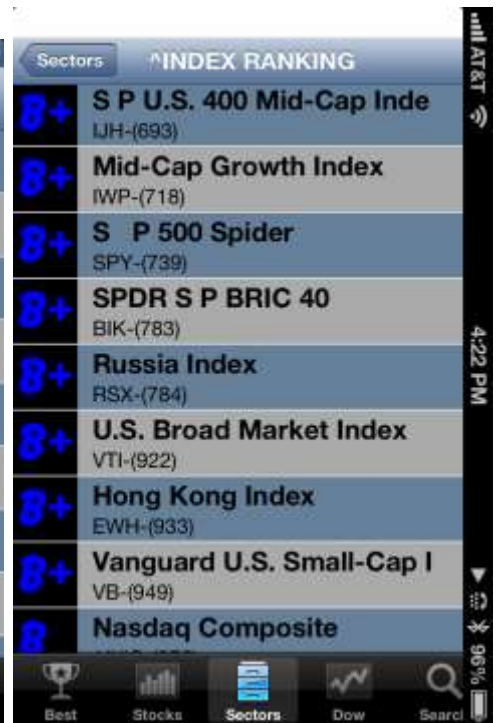 Sectors
^INDEX RANKING
B+
S P U.S. 400 Mid-Cap Inde
IJH-(693)
B+
Mid-Cap Growth Index
IWP-(718)
B+
S P 500 Spider
SPY-(739)
B+
SPDR S P BRIC 40
BIK-(783)
B+
Russia Index
RSX-(784)
B+
U.S. Broad Market Index
VTI-(922)
B+
Hong Kong Index
EWH-(933)
B+
Vanguard U.S. Small-Cap I
VB-(949)
B
Nasdaq Composite
Best
Stocks
Sectors
Dow
Searcl
AT&T
4:22 PM
96%